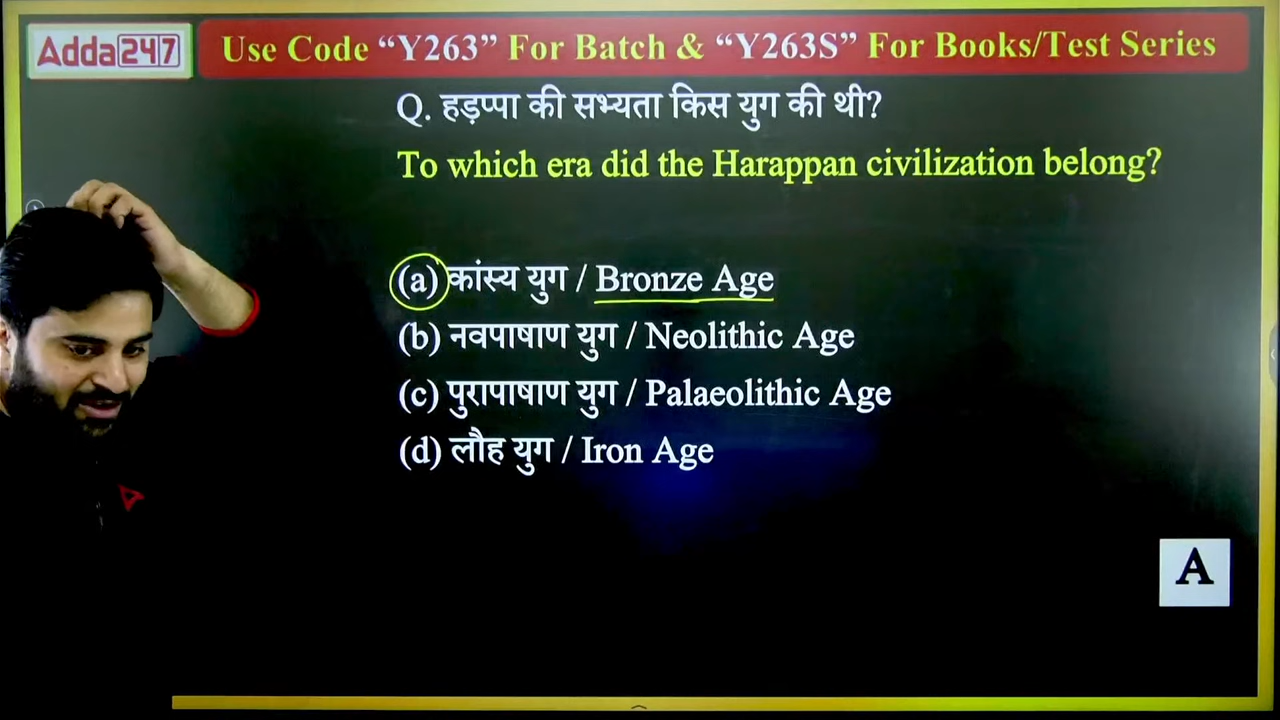 Adda247
Use Code “Y263” For Batch & “Y263S” For Books/Test Series
Q. हड़प्पा की सभ्यता किस युग की थी?
To which era did the Harappan civilization belong?
(a) कांस्य युग / Bronze Age
(b) नवपाषाण युग / Neolithic Age
(c) पुरापाषाण युग / Palaeolithic Age
(d) लौह युग / Iron Age
A